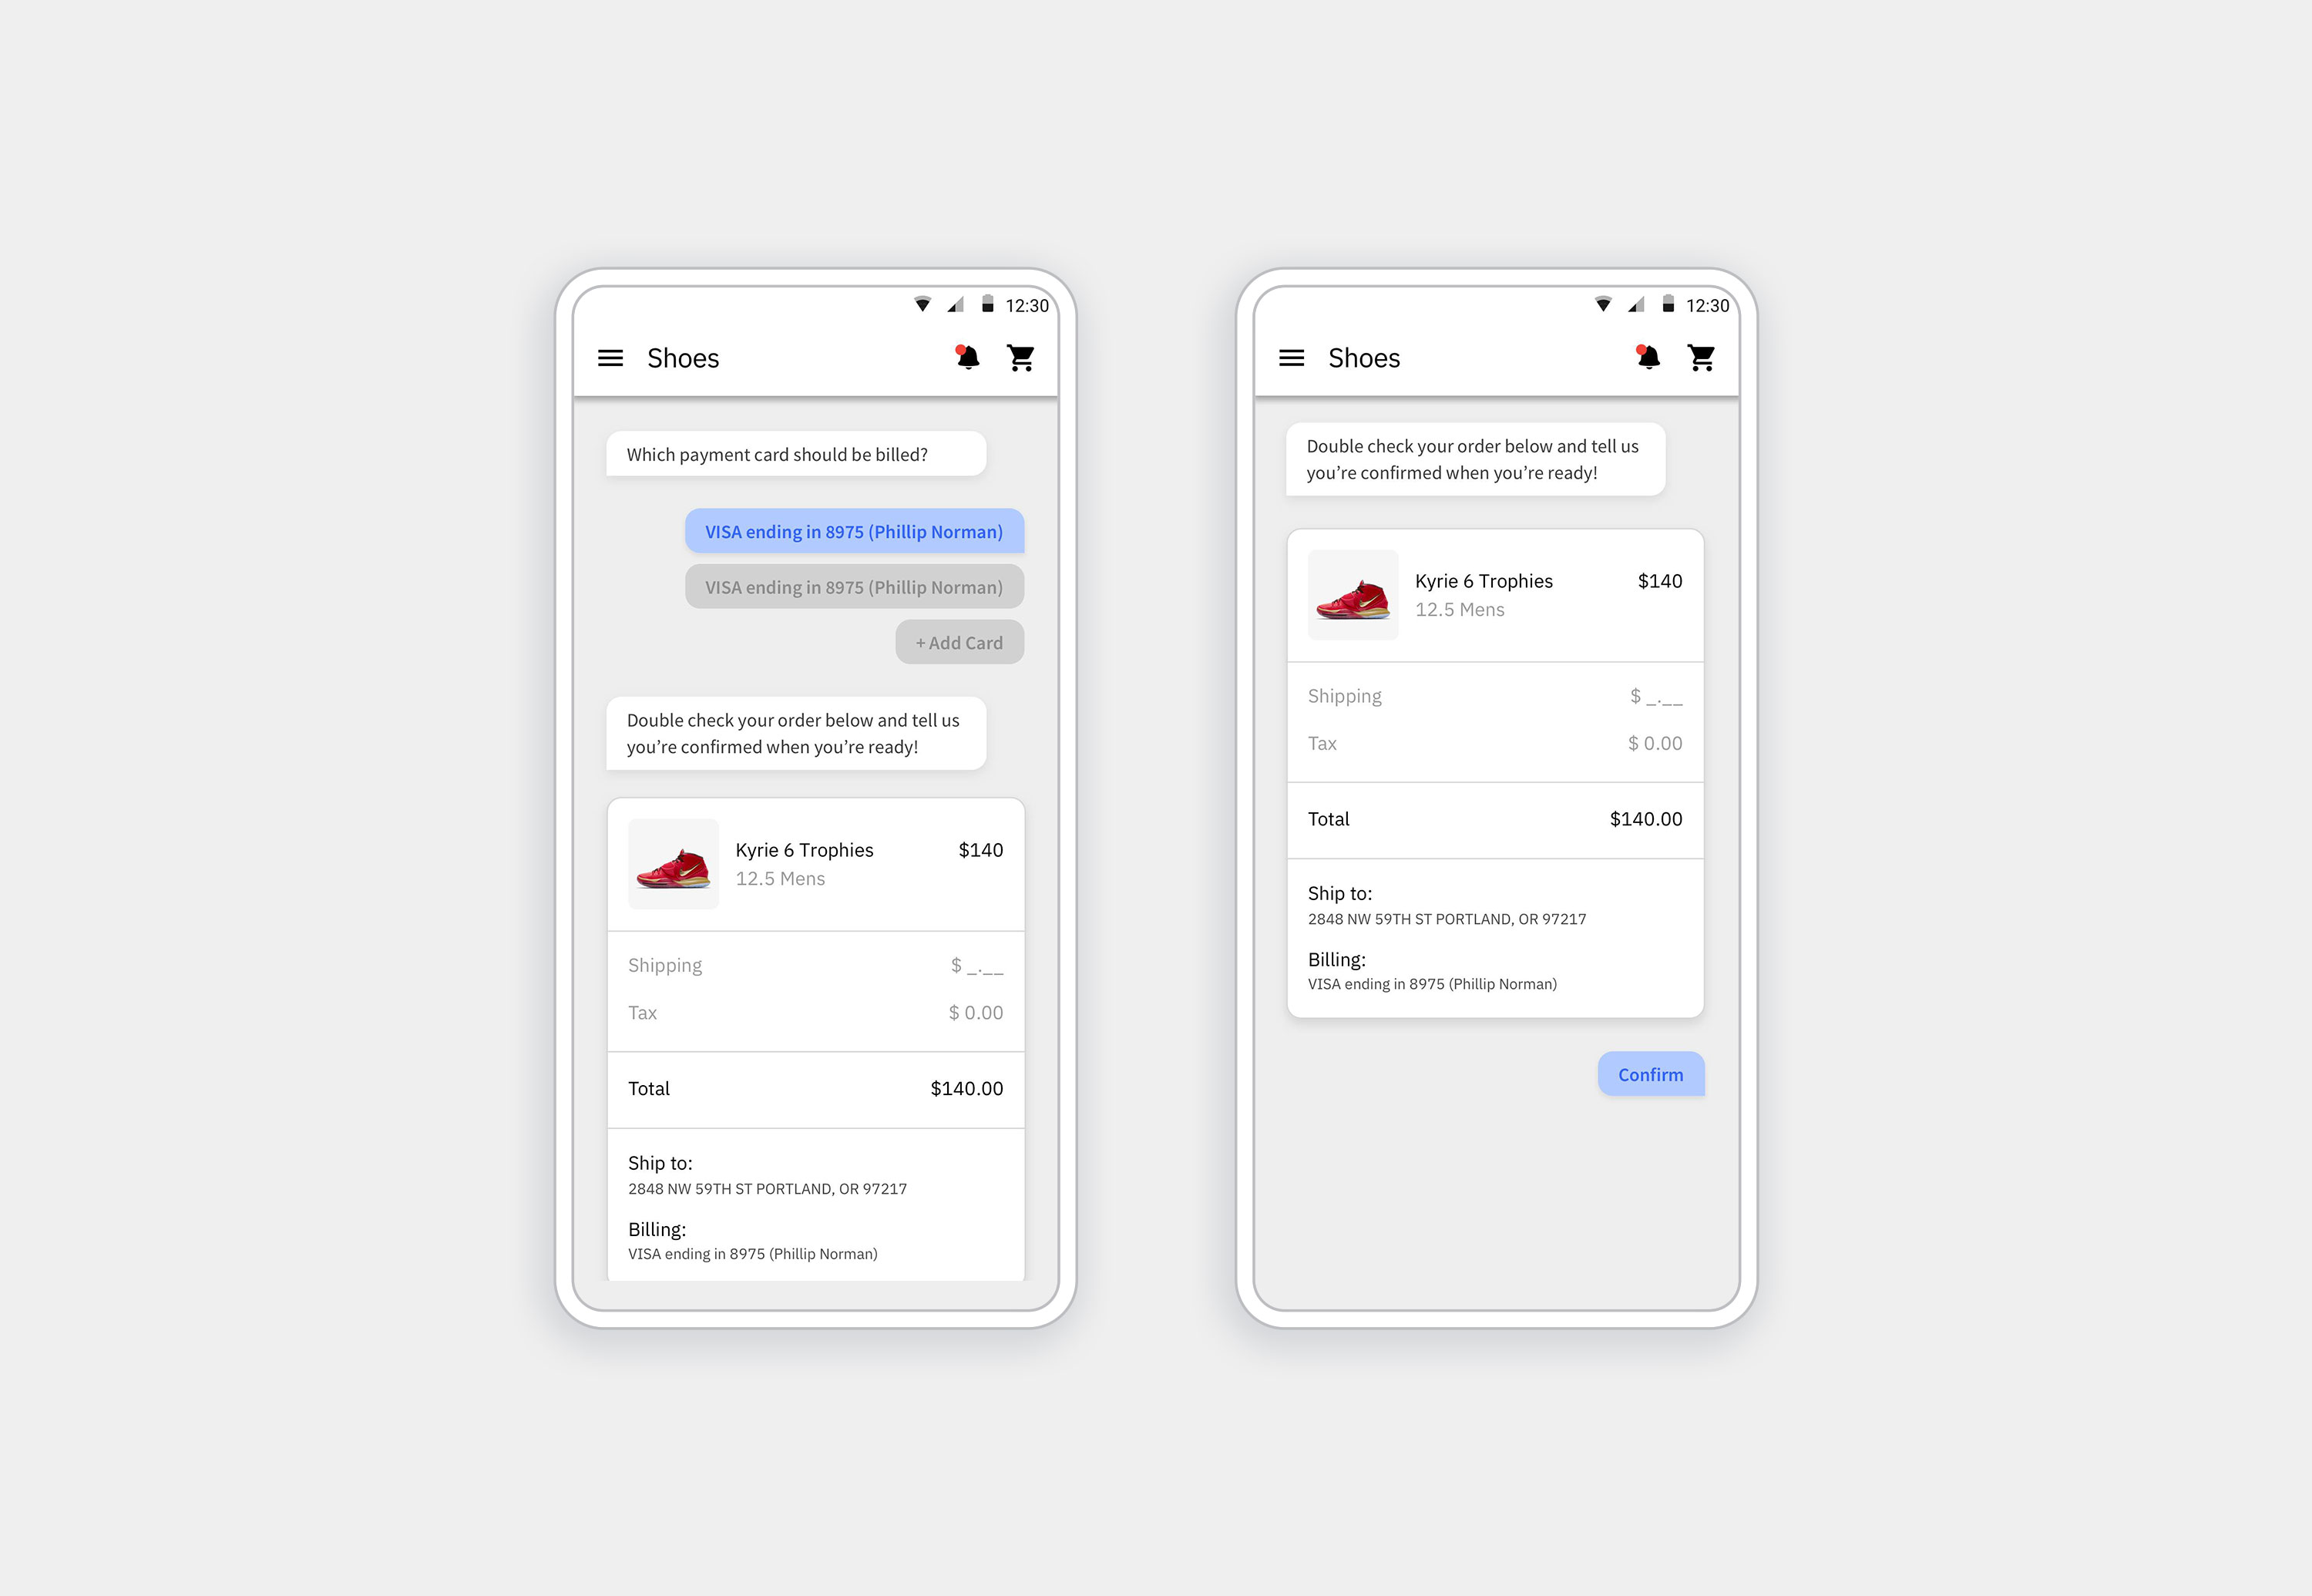 12:30
Shoes
Which payment card should be billed?
VISA ending in 8975 (Phillip Norman)
VISA ending in 8975 (Phillip Norman)
+ Add Card
Double check your order below and tell us
you’re confirmed when you’re ready!
Kyrie 6 Trophies $140
12.5 Mens
Shipping $ _.__
Tax $ 0.00
Total $140.00
Ship to:
2848 NW 59TH ST PORTLAND, OR 97217
Billing:
VISA ending in 8975 (Phillip Norman)
12:30
Shoes
Double check your order below and tell us
you’re confirmed when you’re ready!
Kyrie 6 Trophies $140
12.5 Mens
Shipping $ _.__
Tax $ 0.00
Total $140.00
Ship to:
2848 NW 59TH ST PORTLAND, OR 97217
Billing:
VISA ending in 8975 (Phillip Norman)
Confirm